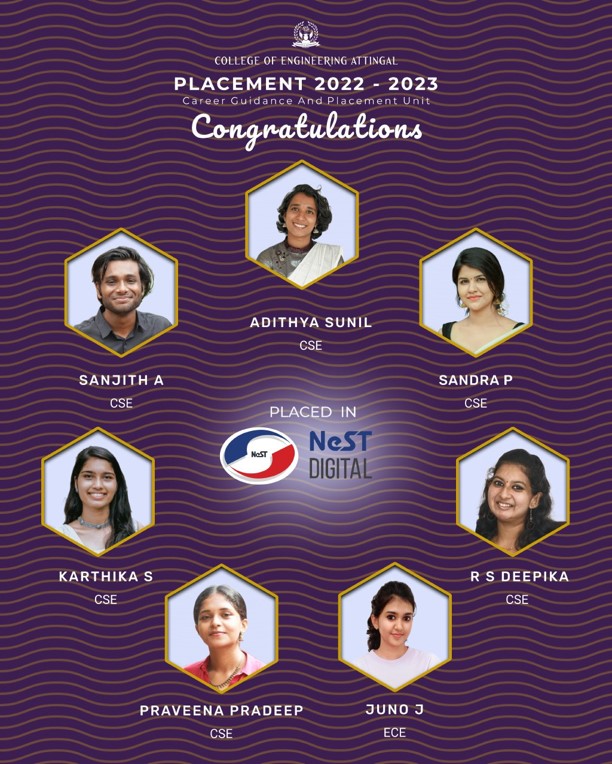 COLLEGE OF ENGINEERING ATTINGAL
PLACEMENT 2022 - 2023
Career Guidance And Placement Unit
Congratulations
ADITHYA SUNIL
CSE
SANJITH A
CSE
SANDRA P
CSE
PLACED IN
NeST
NeST
DIGITAL
KARTHIKA S
CSE
R S DEEPIKA
CSE
PRAVEENA PRADEEP
CSE
JUNO J
ECE